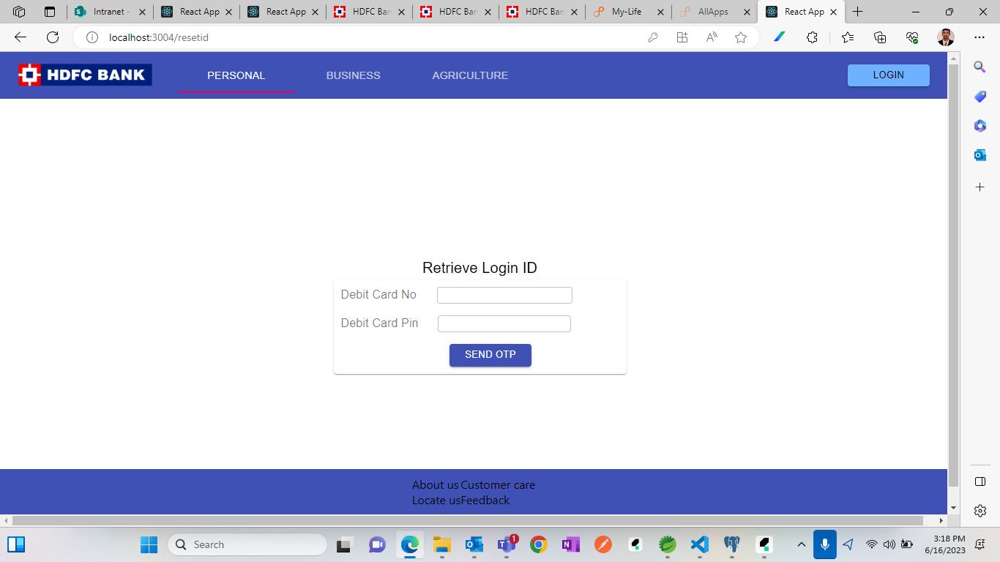 Intranet -
React App
React App
HDFC Ban
HDFC Ban
HDFC Ban
My-Life
AllApps
React App
localhost:3004/resetid
HDFC BANK
PERSONAL
BUSINESS
AGRICULTURE
LOGIN
Retrieve Login ID
Debit Card No
Debit Card Pin
SEND OTP
About us Customer care
Locate usFeedback
Search
1
3:18 PM
6/16/2023